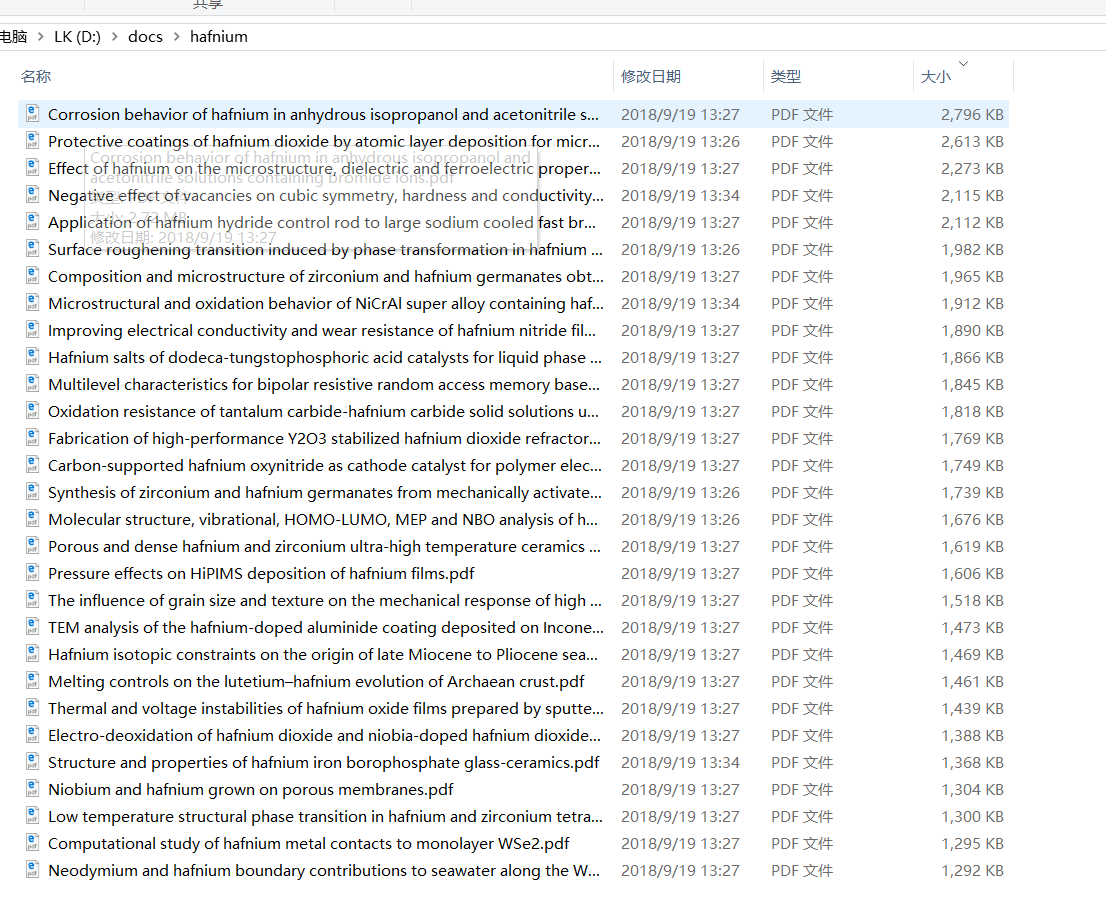 共享
电脑 > LK (D:) > docs > hafnium
名称 修改日期 类型 大小
Corrosion behavior of hafnium in anhydrous isopropanol and acetonitrile s... 2018/9/19 13:27 PDF 文件 2,796 KB
Protective coatings of hafnium dioxide by atomic layer deposition for micr... 2018/9/19 13:26 PDF 文件 2,613 KB
Corrosion behavior of hafnium in anhydrous isopropanol and
Effect of hafnium on the microstructure, dielectric and ferroelectric proper... 2018/9/19 13:27 PDF 文件 2,273 KB
acetonitrile solutions containing bromide ions.pdf
Negative effect of vacancies on cubic symmetry, hardness and conductivity... 2018/9/19 13:34 PDF 文件 2,115 KB
大小: 2.72 MB
Application of hafnium hydride control rod to large sodium cooled fast br... 2018/9/19 13:27 PDF 文件 2,112 KB
修改日期: 2018/9/19 13:27
Surface roughening transition induced by phase transformation in hafnium ... 2018/9/19 13:26 PDF 文件 1,982 KB
Composition and microstructure of zirconium and hafnium germanates obt... 2018/9/19 13:27 PDF 文件 1,965 KB
Microstructural and oxidation behavior of NiCrAl super alloy containing haf... 2018/9/19 13:34 PDF 文件 1,912 KB
Improving electrical conductivity and wear resistance of hafnium nitride fil... 2018/9/19 13:27 PDF 文件 1,890 KB
Hafnium salts of dodeca-tungstophosphoric acid catalysts for liquid phase ... 2018/9/19 13:27 PDF 文件 1,866 KB
Multilevel characteristics for bipolar resistive random access memory base... 2018/9/19 13:27 PDF 文件 1,845 KB
Oxidation resistance of tantalum carbide-hafnium carbide solid solutions u... 2018/9/19 13:27 PDF 文件 1,818 KB
Fabrication of high-performance Y2O3 stabilized hafnium dioxide refractor... 2018/9/19 13:27 PDF 文件 1,769 KB
Carbon-supported hafnium oxynitride as cathode catalyst for polymer elec... 2018/9/19 13:27 PDF 文件 1,749 KB
Synthesis of zirconium and hafnium germanates from mechanically activate... 2018/9/19 13:26 PDF 文件 1,739 KB
Molecular structure, vibrational, HOMO-LUMO, MEP and NBO analysis of h... 2018/9/19 13:26 PDF 文件 1,676 KB
Porous and dense hafnium and zirconium ultra-high temperature ceramics ... 2018/9/19 13:27 PDF 文件 1,619 KB
Pressure effects on HiPIMS deposition of hafnium films.pdf 2018/9/19 13:27 PDF 文件 1,606 KB
The influence of grain size and texture on the mechanical response of high ... 2018/9/19 13:27 PDF 文件 1,518 KB
TEM analysis of the hafnium-doped aluminide coating deposited on Incone... 2018/9/19 13:27 PDF 文件 1,473 KB
Hafnium isotopic constraints on the origin of late Miocene to Pliocene sea... 2018/9/19 13:27 PDF 文件 1,469 KB
Melting controls on the lutetium–hafnium evolution of Archaean crust.pdf 2018/9/19 13:27 PDF 文件 1,461 KB
Thermal and voltage instabilities of hafnium oxide films prepared by sputte... 2018/9/19 13:27 PDF 文件 1,439 KB
Electro-deoxidation of hafnium dioxide and niobia-doped hafnium dioxide... 2018/9/19 13:27 PDF 文件 1,388 KB
Structure and properties of hafnium iron borophosphate glass-ceramics.pdf 2018/9/19 13:34 PDF 文件 1,368 KB
Niobium and hafnium grown on porous membranes.pdf 2018/9/19 13:27 PDF 文件 1,304 KB
Low temperature structural phase transition in hafnium and zirconium tetra... 2018/9/19 13:27 PDF 文件 1,300 KB
Computational study of hafnium metal contacts to monolayer WSe2.pdf 2018/9/19 13:27 PDF 文件 1,295 KB
Neodymium and hafnium boundary contributions to seawater along the W... 2018/9/19 13:27 PDF 文件 1,292 KB